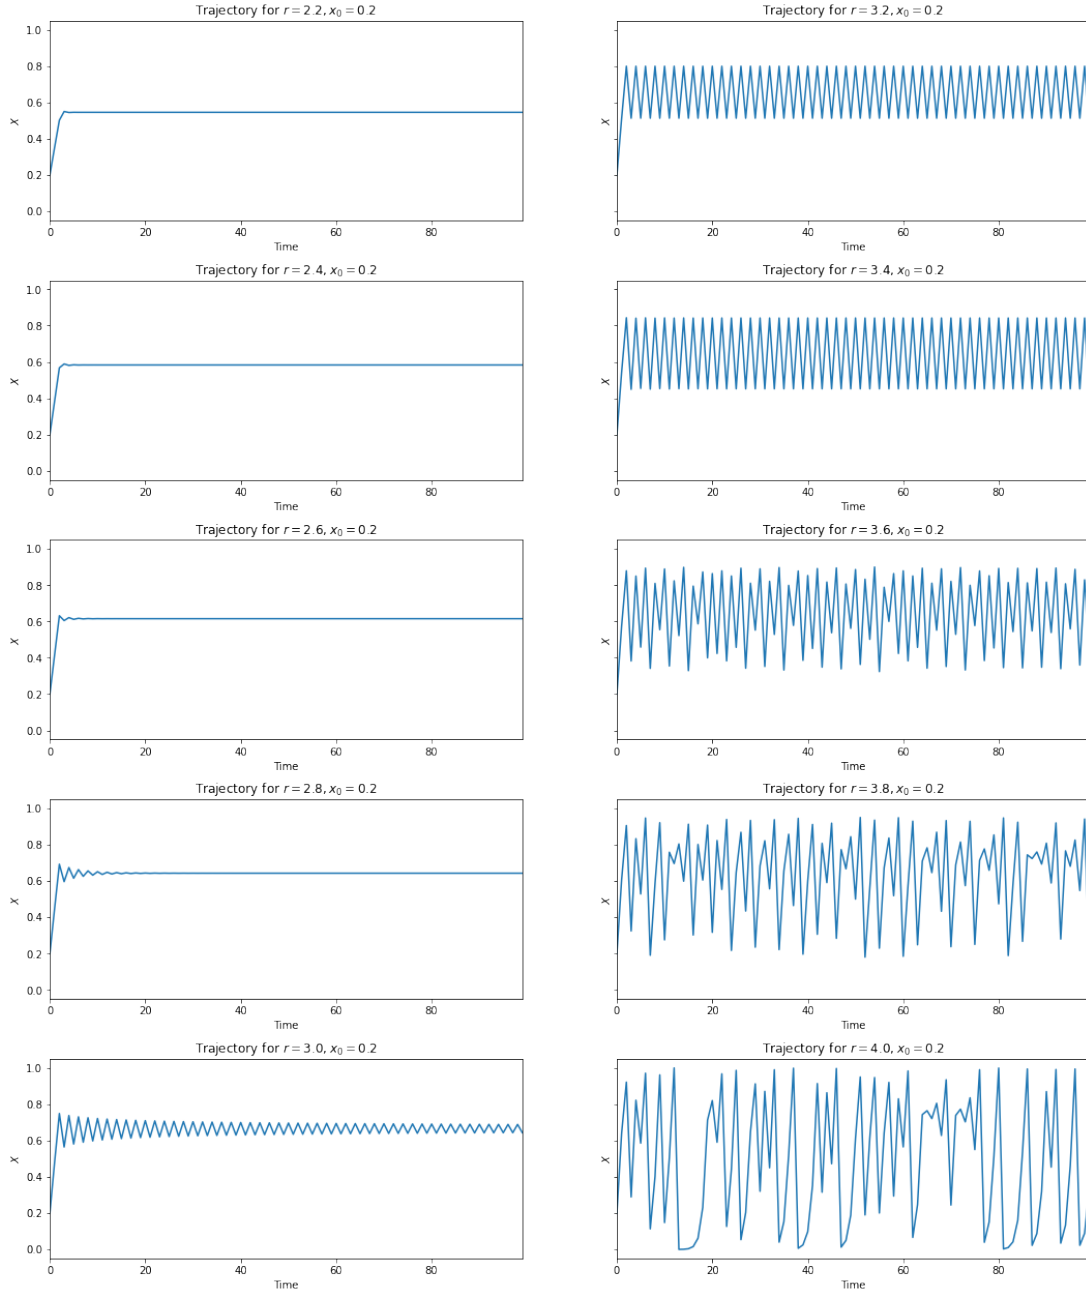 Trajectory for r = 2.2, x₀ = 0.2
1.0
0.8
0.6
0.4
0.2
0.0
X
0 20 40 60 80
Time
Trajectory for r = 3.2, x₀ = 0.2
X
0 20 40 60 80
Time
Trajectory for r = 2.4, x₀ = 0.2
1.0
0.8
0.6
0.4
0.2
0.0
X
0 20 40 60 80
Time
Trajectory for r = 3.4, x₀ = 0.2
X
0 20 40 60 80
Time
Trajectory for r = 2.6, x₀ = 0.2
1.0
0.8
0.6
0.4
0.2
0.0
X
0 20 40 60 80
Time
Trajectory for r = 3.6, x₀ = 0.2
X
0 20 40 60 80
Time
Trajectory for r = 2.8, x₀ = 0.2
1.0
0.8
0.6
0.4
0.2
0.0
X
0 20 40 60 80
Time
Trajectory for r = 3.8, x₀ = 0.2
X
0 20 40 60 80
Time
Trajectory for r = 3.0, x₀ = 0.2
1.0
0.8
0.6
0.4
0.2
0.0
X
0 20 40 60 80
Time
Trajectory for r = 4.0, x₀ = 0.2
X
0 20 40 60 80
Time